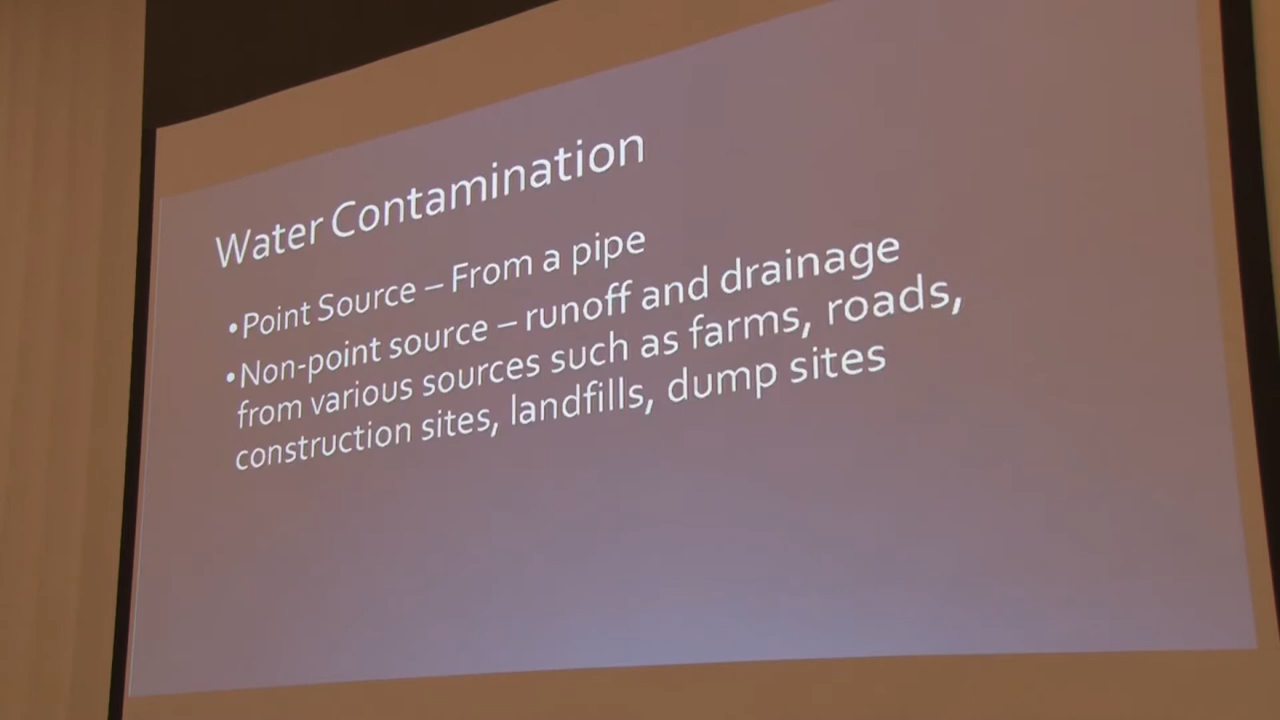 Water Contamination
•Point Source – From a pipe
•Non-point source – runoff and drainage
from various sources such as farms, roads,
construction sites, landfills, dump sites